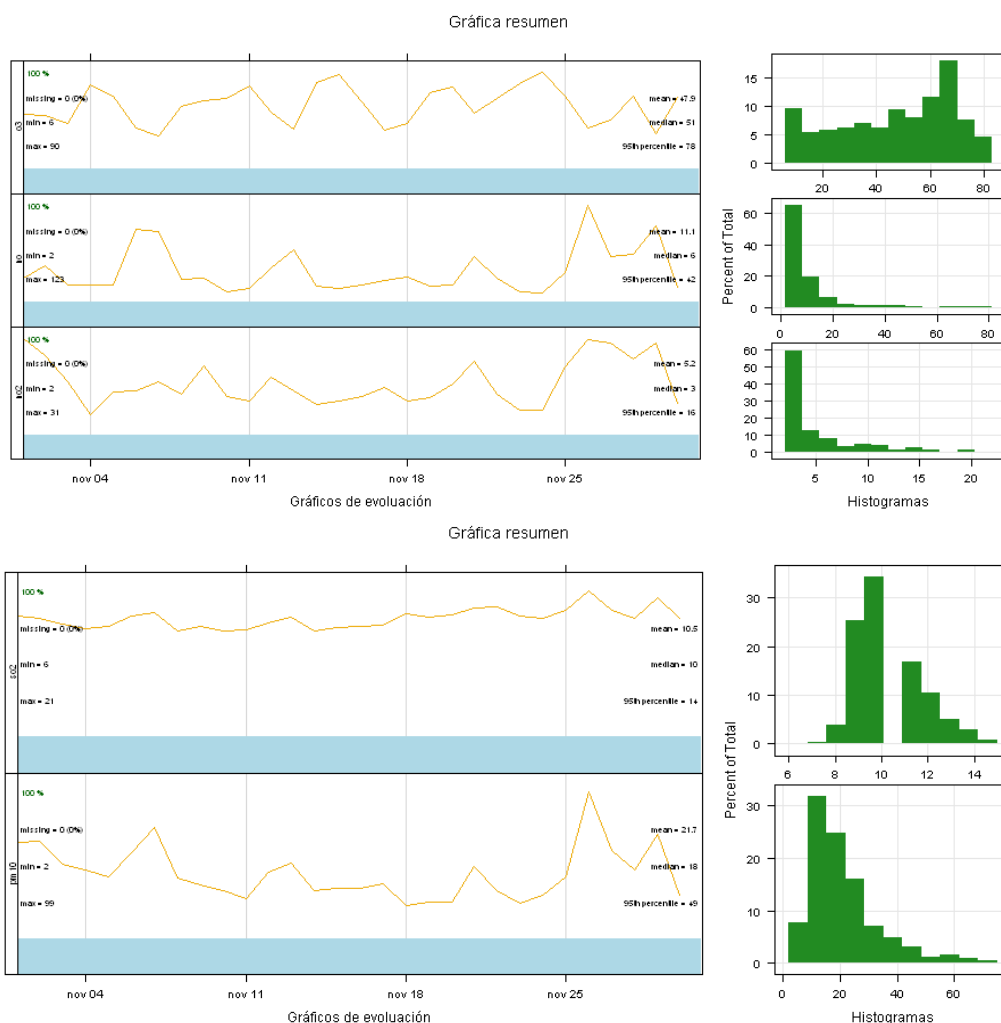 Gráfica resumen
o3
100 %
missing = 0 (0%)
min = 6
max = 90
mean = 47.9
median = 51
95th percentile = 78
100 %
missing = 0 (0%)
min = 2
max = 123
mean = 11.1
median = 6
95th percentile = 42
100 %
missing = 0 (0%)
min = 2
max = 31
mean = 5.2
median = 3
95th percentile = 16
nov 04 nov 11 nov 18 nov 25
Gráficos de evoluación
Percent of Total
15
10
5
0
20 40 60 80
60
40
20
0
0 20 40 60 80
60
50
40
30
20
10
0
5 10 15 20
Histogramas
Gráfica resumen
so2
100 %
missing = 0 (0%)
min = 6
max = 21
mean = 10.5
median = 10
95th percentile = 14
pm10
100 %
missing = 0 (0%)
min = 2
max = 99
mean = 21.7
median = 18
95th percentile = 49
nov 04 nov 11 nov 18 nov 25
Gráficos de evoluación
Percent of Total
30
20
10
0
6 8 10 12 14
30
20
10
0
0 20 40 60
Histogramas